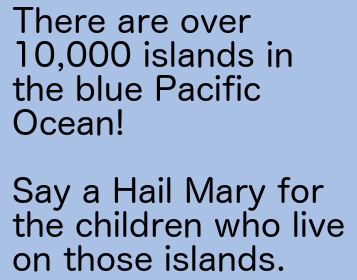 There are over
10,000 islands in
the blue Pacific
Ocean!
Say a Hail Mary for
the children who live
on those islands.